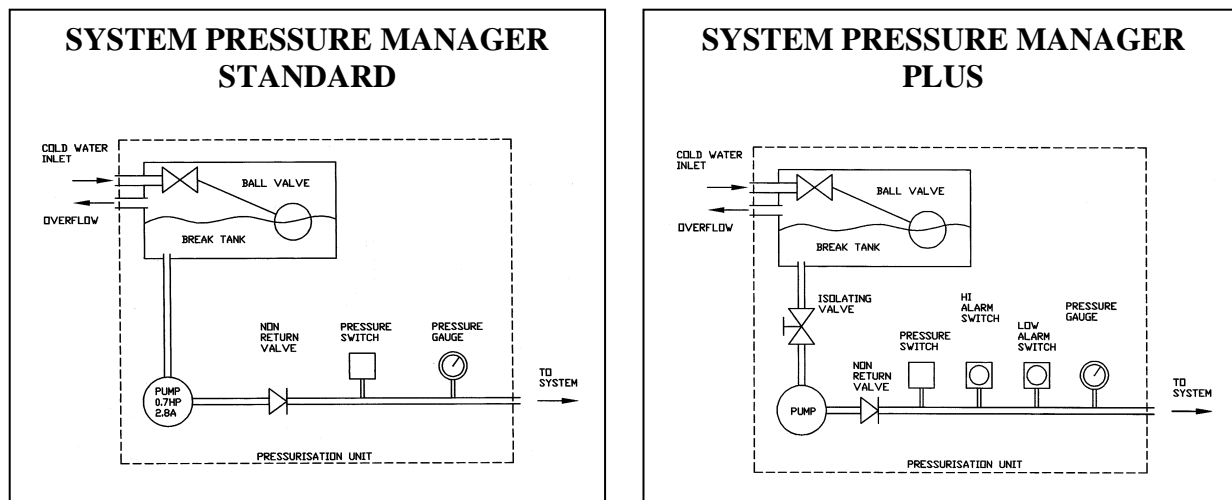 SYSTEM PRESSURE MANAGER
STANDARD
COLD WATER
INLET
BALL VALVE
OVERFLOW
BREAK TANK
NON
RETURN
VALVE
PRESSURE
SWITCH
PRESSURE
GAUGE
TO
SYSTEM
PUMP
0.7HP
2.8A
PRESSURISATION UNIT
SYSTEM PRESSURE MANAGER
PLUS
COLD WATER
INLET
BALL VALVE
OVERFLOW
BREAK TANK
ISOLATING
VALVE
HI
ALARM
SWITCH
PRESSURE
GAUGE
LOW
ALARM
SWITCH
PRESSURE
SWITCH
NON
RETURN
VALVE
TO
SYSTEM
PUMP
PRESSURISATION UNIT